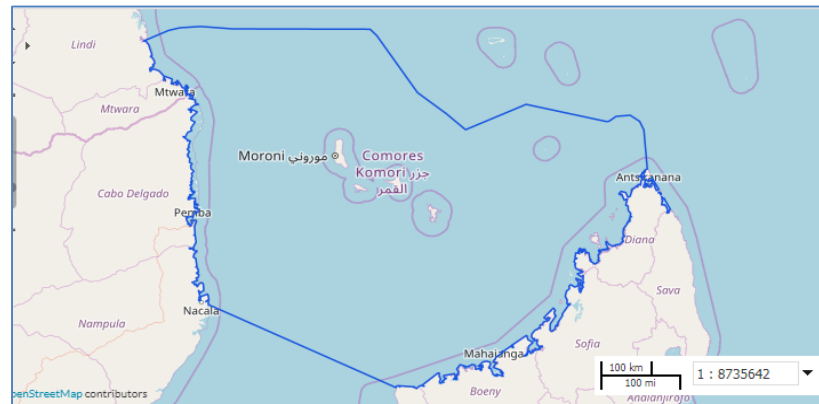 Lindi
Mtwara
Mtwara
Moroni موروني
Comores
Komori جزر
القمر
Antsiranana
Cabo Delgado
Pemba
Diana
Sava
Nacala
Nampula
Mahajanga
Sofia
Boeny
Analanjirofo
100 km
100 mi
1 : 8735642
penStreetMap contributors